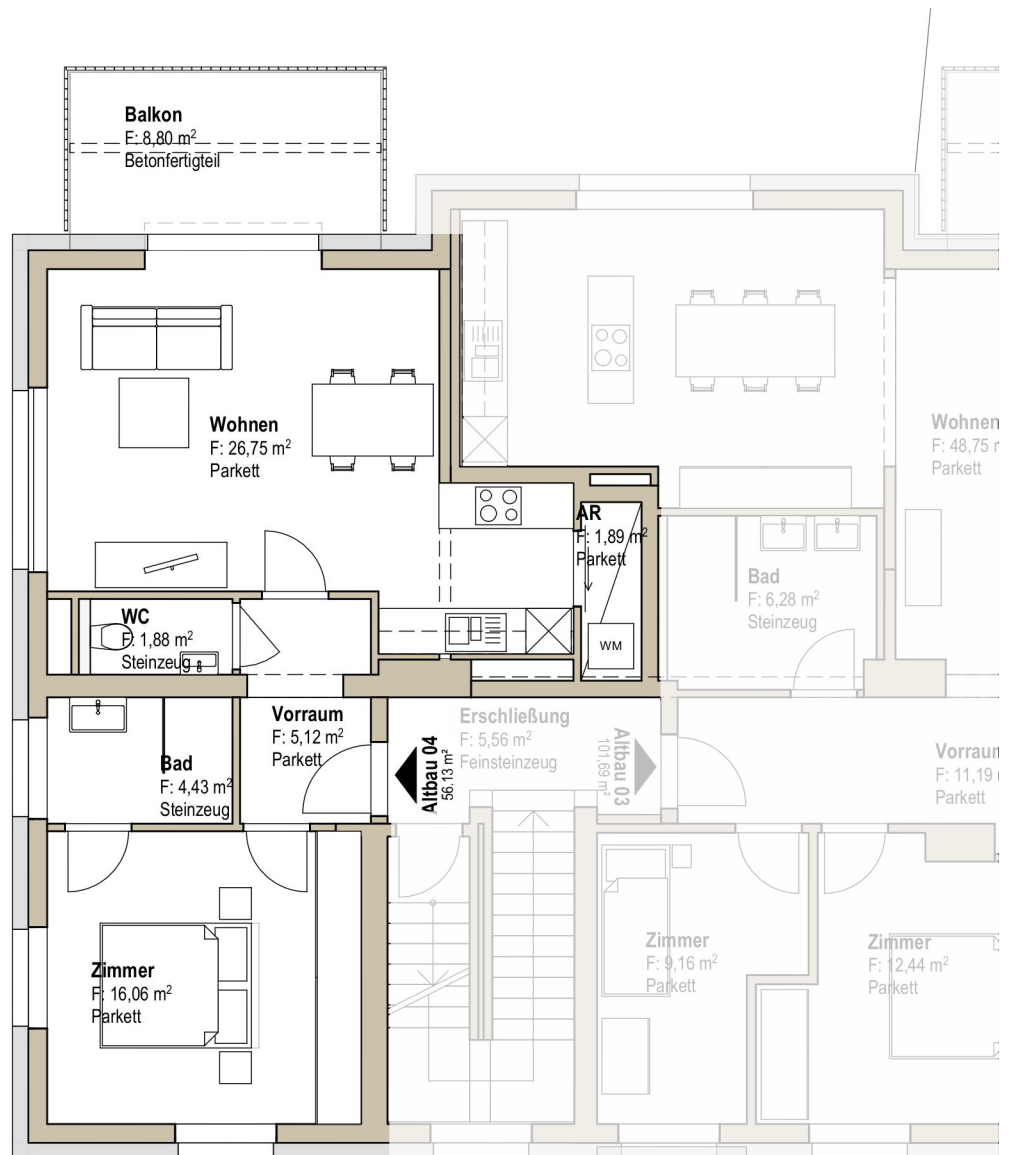 Balkon
F: 8,80 m²
Betonfertigteil
Wohnen
F: 26,75 m²
Parkett
Wohnen
F: 48,75 m
Parkett
AR
F: 1,89 m²
Parkett
WM
Bad
F: 6,28 m²
Steinzeug
WC
F: 1,88 m²
Steinzeug
Vorraum
F: 5,12 m²
Parkett
Erschließung
F: 5,56 m²
Feinsteinzeug
Altbau 04
56.13 m²
Altbau 03
101,69 m²
Vorraum
F: 11,19
Parkett
Bad
F: 4,43 m²
Steinzeug
Zimmer
F: 16,06 m²
Parkett
Zimmer
F: 9,16 m²
Parkett
Zimmer
F: 12,44 m²
Parkett